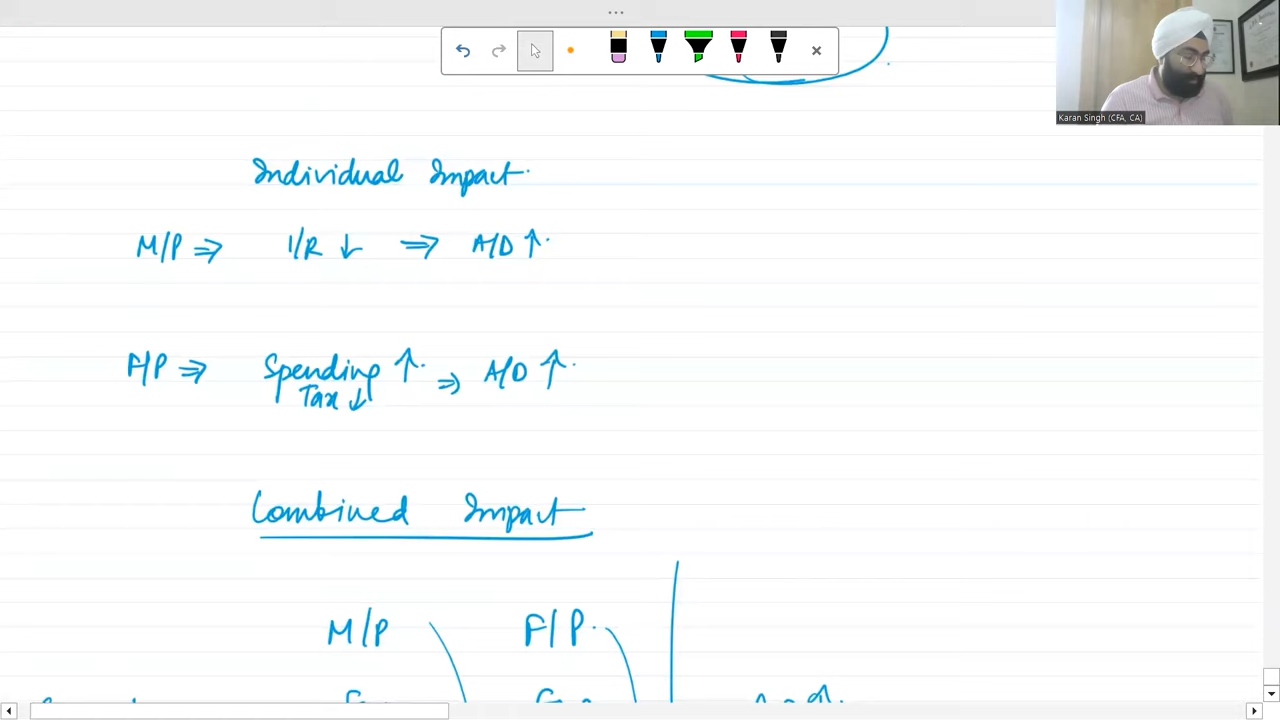 Karan Singh (CFA, CA)
Individual Impact
M/P ⇒ I/R ↓ ⇒ A/D ↑
F/P ⇒ Spending ↑ ⇒ A/D ↑
Tax ↓
Combined Impact
M/P F/P